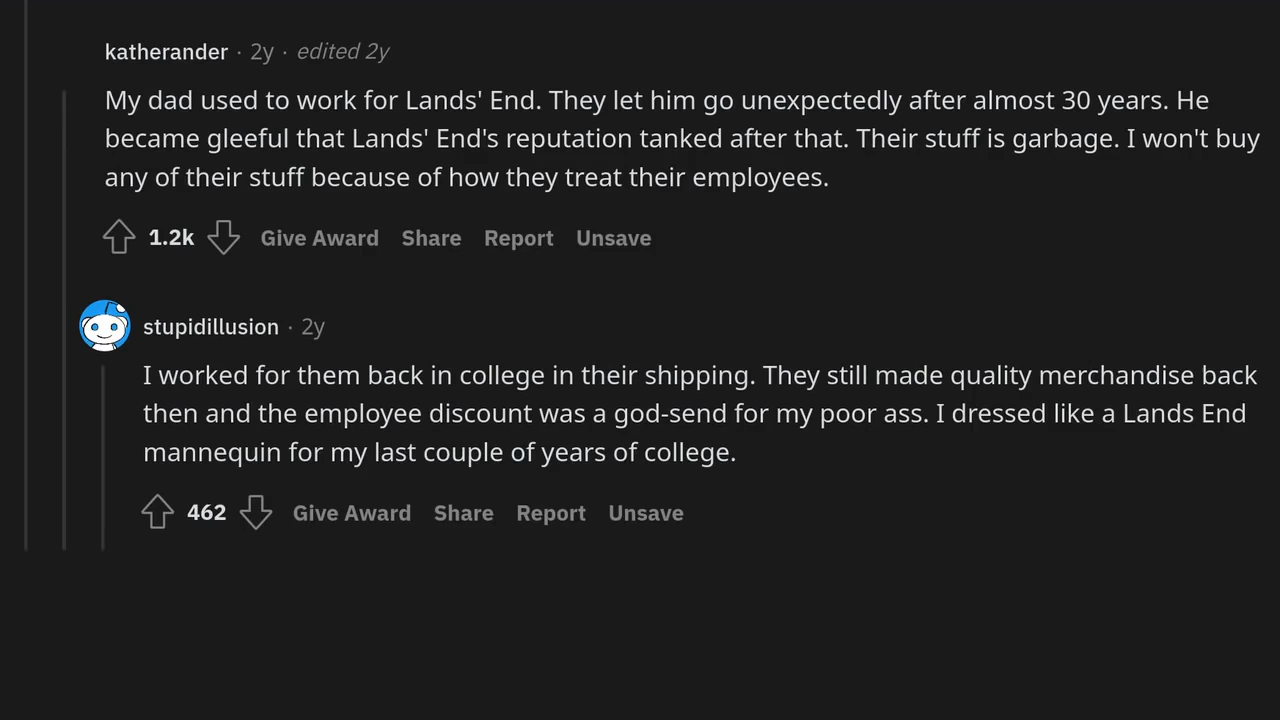 katherander · 2y · edited 2y
My dad used to work for Lands' End. They let him go unexpectedly after almost 30 years. He
became gleeful that Lands' End's reputation tanked after that. Their stuff is garbage. I won't buy
any of their stuff because of how they treat their employees.
1.2k Give Award Share Report Unsave
stupidillusion · 2y
I worked for them back in college in their shipping. They still made quality merchandise back
then and the employee discount was a god-send for my poor ass. I dressed like a Lands End
mannequin for my last couple of years of college.
462 Give Award Share Report Unsave